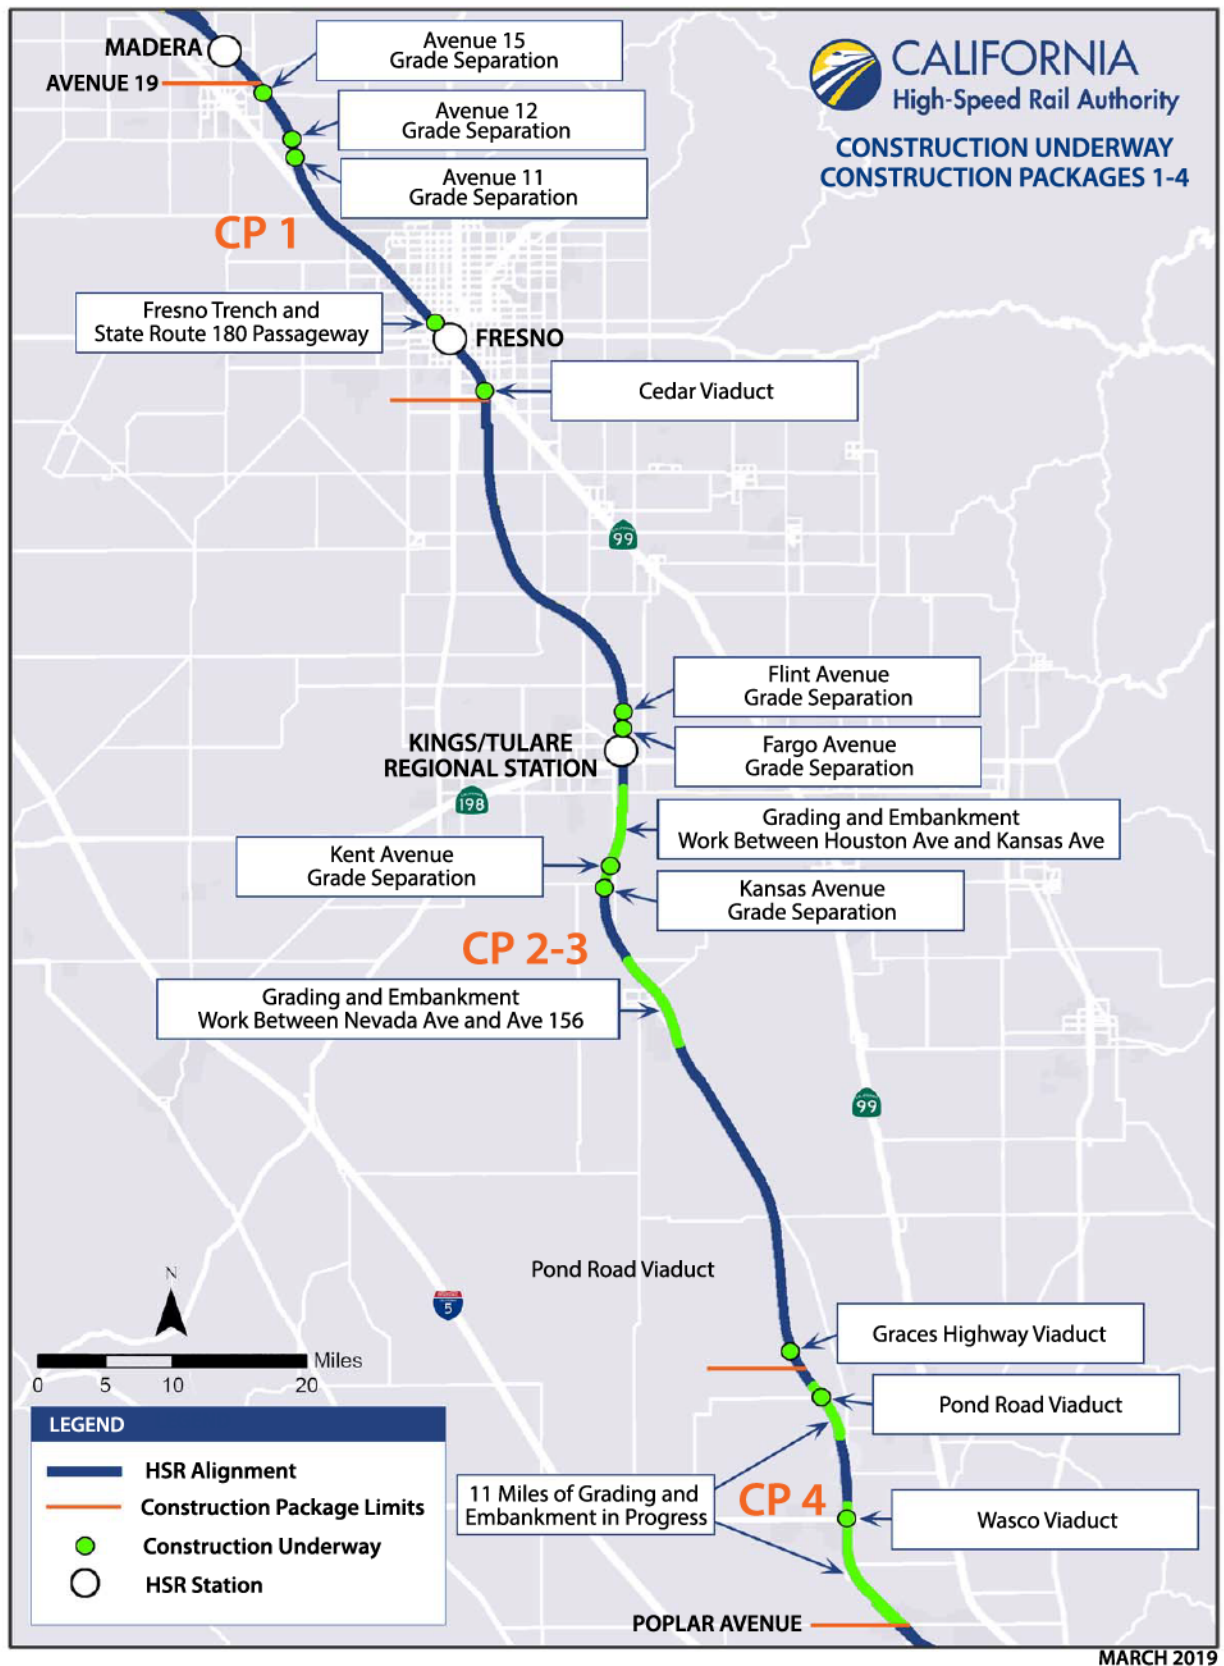 MADERA
AVENUE 19
Avenue 15
Grade Separation
Avenue 12
Grade Separation
Avenue 11
Grade Separation
CALIFORNIA
High-Speed Rail Authority
CONSTRUCTION UNDERWAY
CONSTRUCTION PACKAGES 1-4
CP 1
Fresno Trench and
State Route 180 Passageway
FRESNO
Cedar Viaduct
99
Flint Avenue
Grade Separation
KINGS/TULARE
REGIONAL STATION
Fargo Avenue
Grade Separation
198
Grading and Embankment
Work Between Houston Ave and Kansas Ave
Kent Avenue
Grade Separation
Kansas Avenue
Grade Separation
CP 2-3
Grading and Embankment
Work Between Nevada Ave and Ave 156
99
Pond Road Viaduct
N
5
Graces Highway Viaduct
Miles
0 5 10 20
Pond Road Viaduct
LEGEND
HSR Alignment
Construction Package Limits
Construction Underway
HSR Station
11 Miles of Grading and
Embankment in Progress
CP 4
Wasco Viaduct
POPLAR AVENUE
MARCH 2019